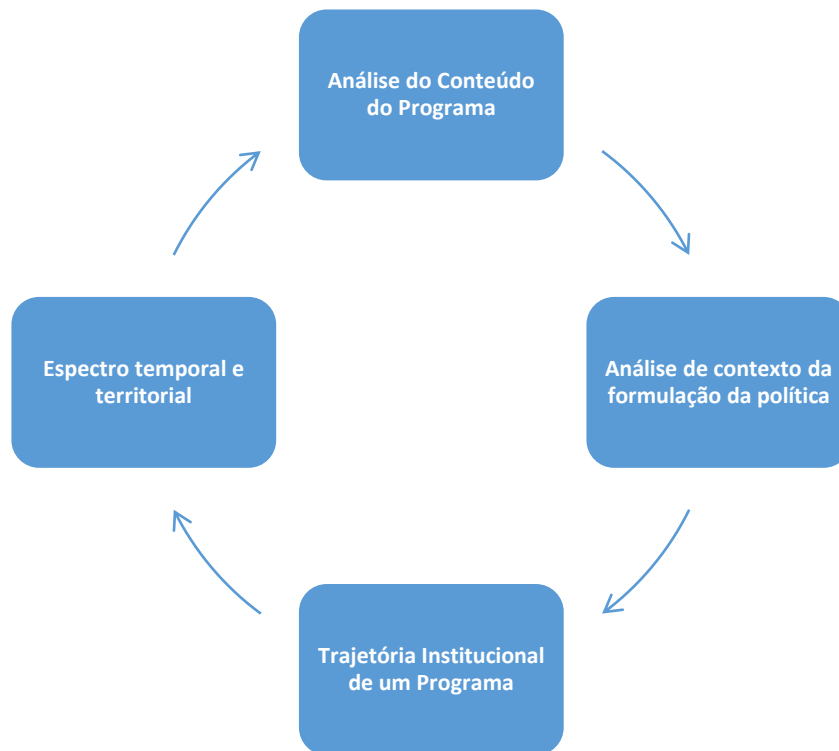 Análise do Conteúdo
do Programa
Espectro temporal e
territorial
Análise de contexto da
formulação da política
Trajetória Institucional
de um Programa